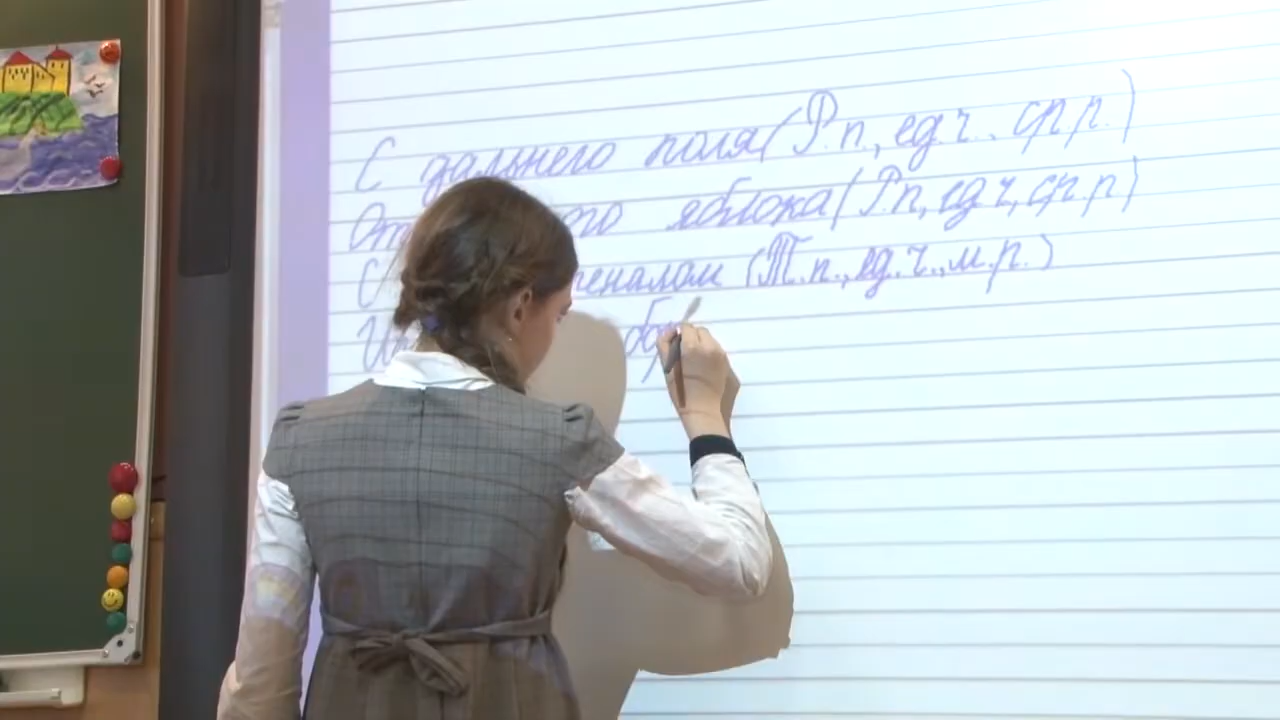 С дальнего поля (Р.п., ед.ч., ср.р.)
яблока (Р.п, ед.ч, ср.р)
С пеналом (Т.п., ед.ч., м.р.)